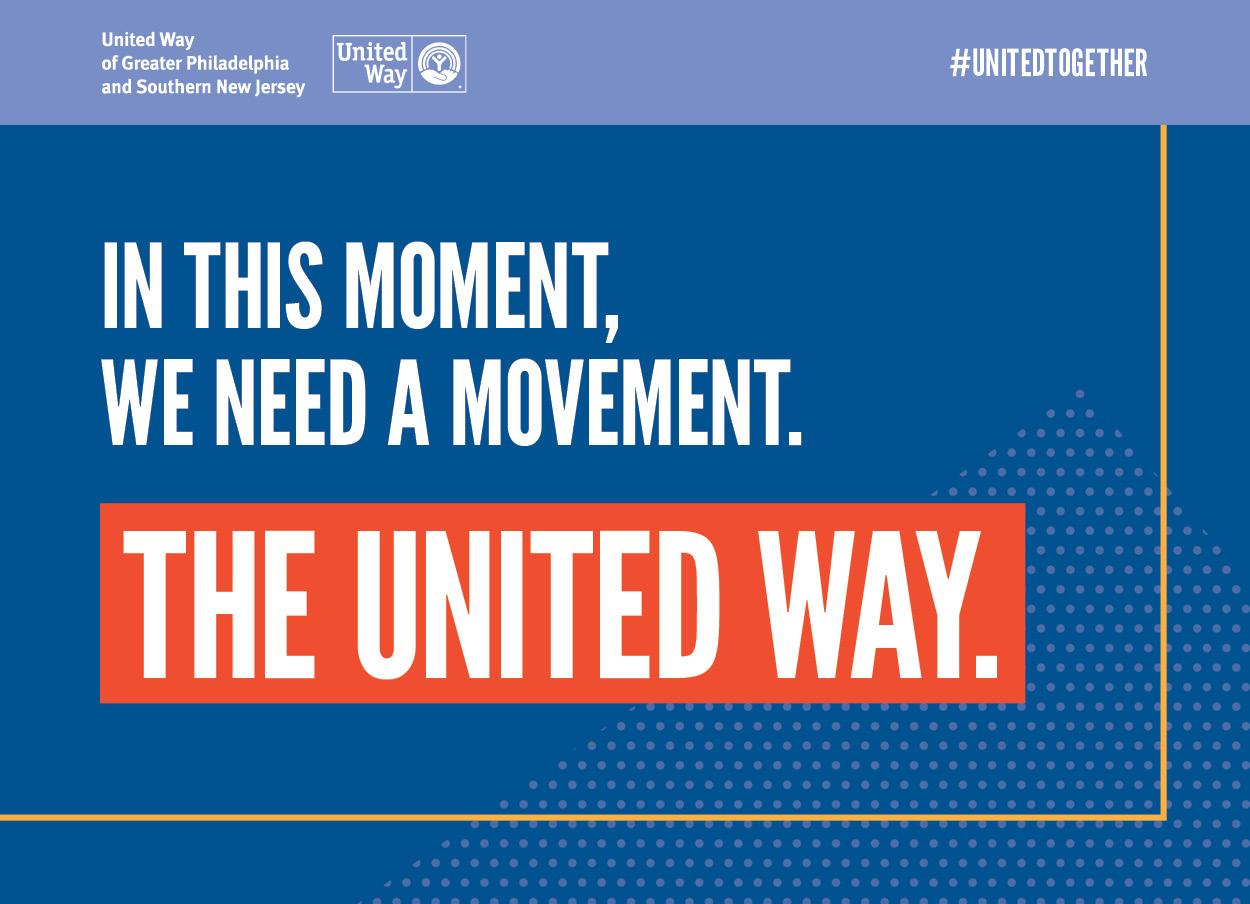 United Way
of Greater Philadelphia
and Southern New Jersey
United
Way
#UNITEDTOGETHER
IN THIS MOMENT,
WE NEED A MOVEMENT.
THE UNITED WAY.